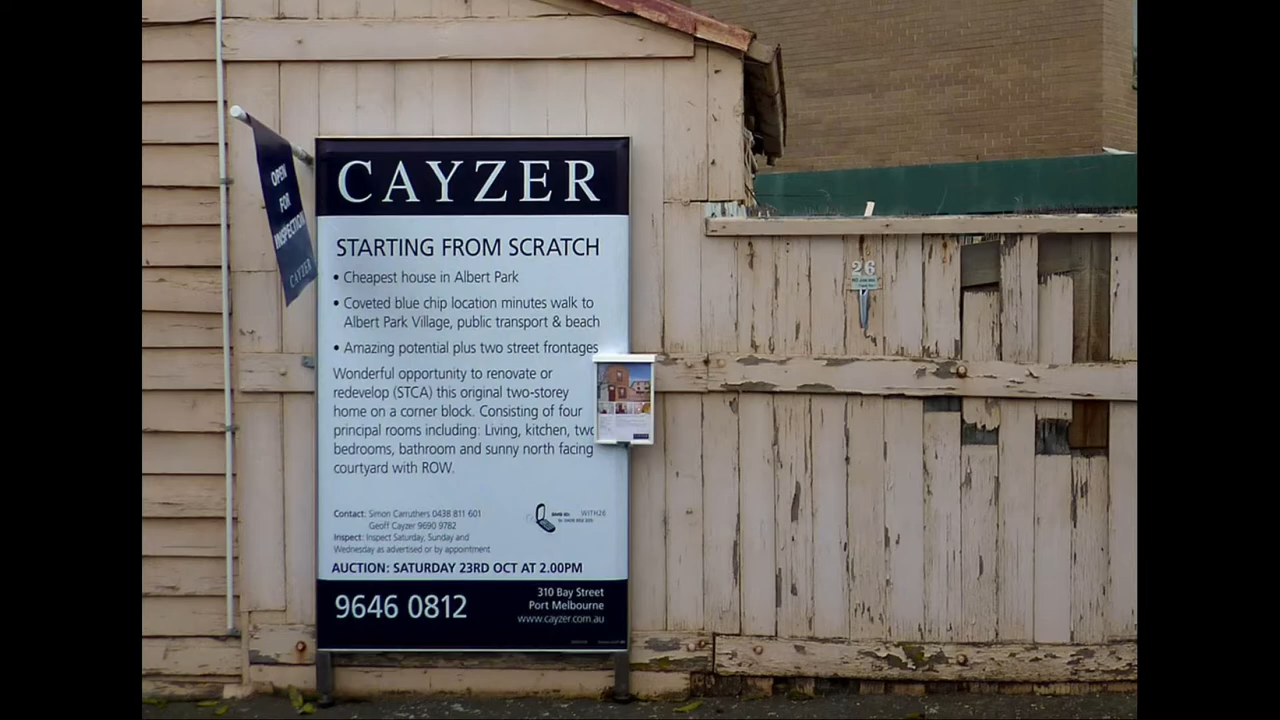 CAYZER
OPEN
FOR
INSPECTION
CAYZER
STARTING FROM SCRATCH
• Cheapest house in Albert Park
• Coveted blue chip location minutes walk to
Albert Park Village, public transport & beach
• Amazing potential plus two street frontages
Wonderful opportunity to renovate or
redevelop (STCA) this original two-storey
home on a corner block. Consisting of four
principal rooms including: Living, kitchen, two
bedrooms, bathroom and sunny north facing
courtyard with ROW.
Contact: Simon Carruthers 0438 811 601
Geoff Cayzer 9690 9782
Inspect: Inspect Saturday, Sunday and
Wednesday as advertised or by appointment
WITH26
AUCTION: SATURDAY 23RD OCT AT 2.00PM
9646 0812
310 Bay Street
Port Melbourne
www.cayzer.com.au
26